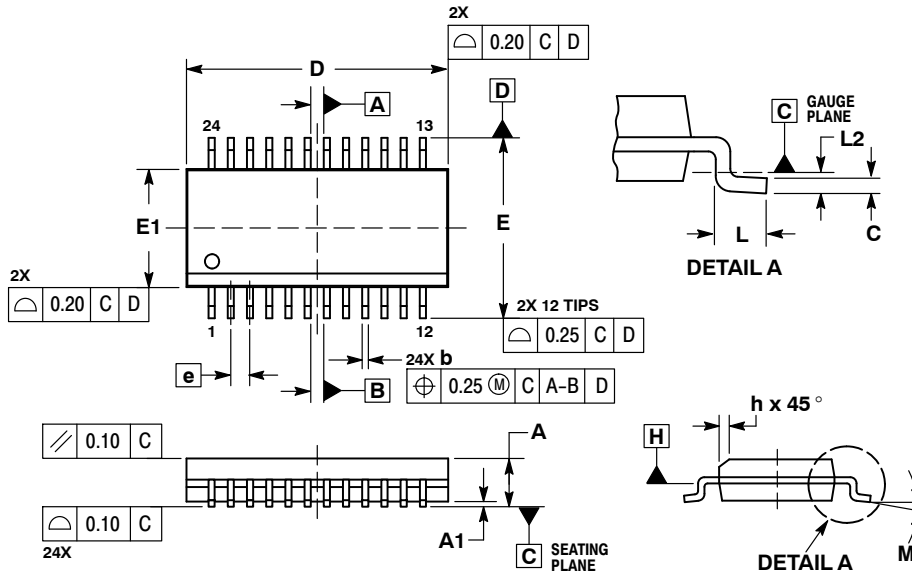 2X
⌓ 0.20 C D
D
A
D
24
13
C GAUGE PLANE
L2
E1
E
L
C
DETAIL A
2X
⌓ 0.20 C D
1
12
2X 12 TIPS
⌓ 0.25 C D
e
24X b
B
⌖ 0.25 Ⓜ C A-B D
h x 45°
⫽ 0.10 C
A
H
⌓ 0.10 C
24X
A1
C SEATING PLANE
DETAIL A
M